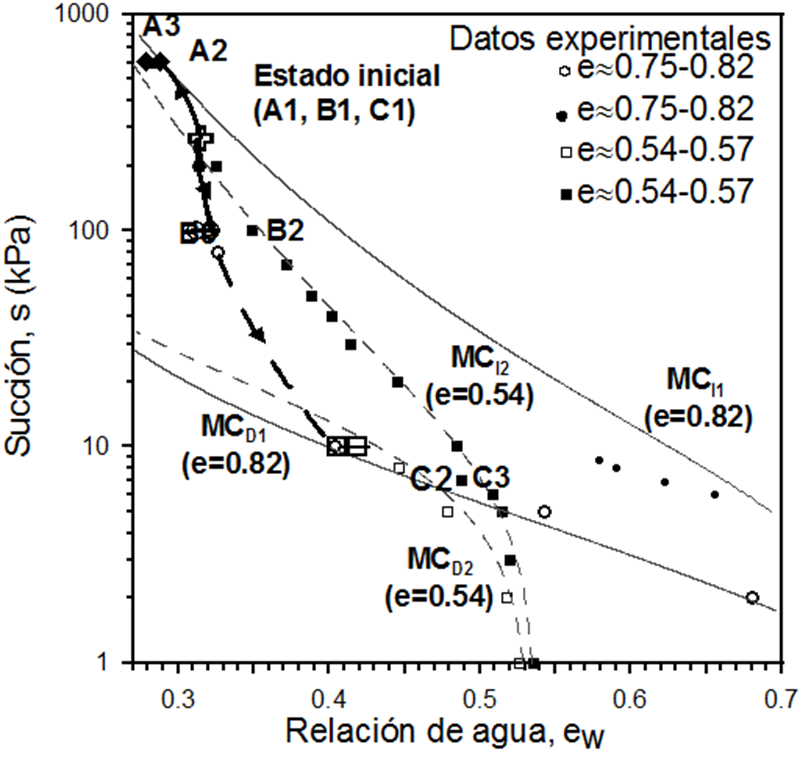 1000
A3
A2
Datos experimentales
e≈0.75-0.82
e≈0.75-0.82
e≈0.54-0.57
e≈0.54-0.57
Estado inicial
(A1, B1, C1)
100
B2
Succión, s (kPa)
MCI2
(e=0.54)
MCI1
(e=0.82)
MCD1
(e=0.82)
10
C2 C3
MCD2
(e=0.54)
1
0.3 0.4 0.5 0.6 0.7
Relación de agua, eW